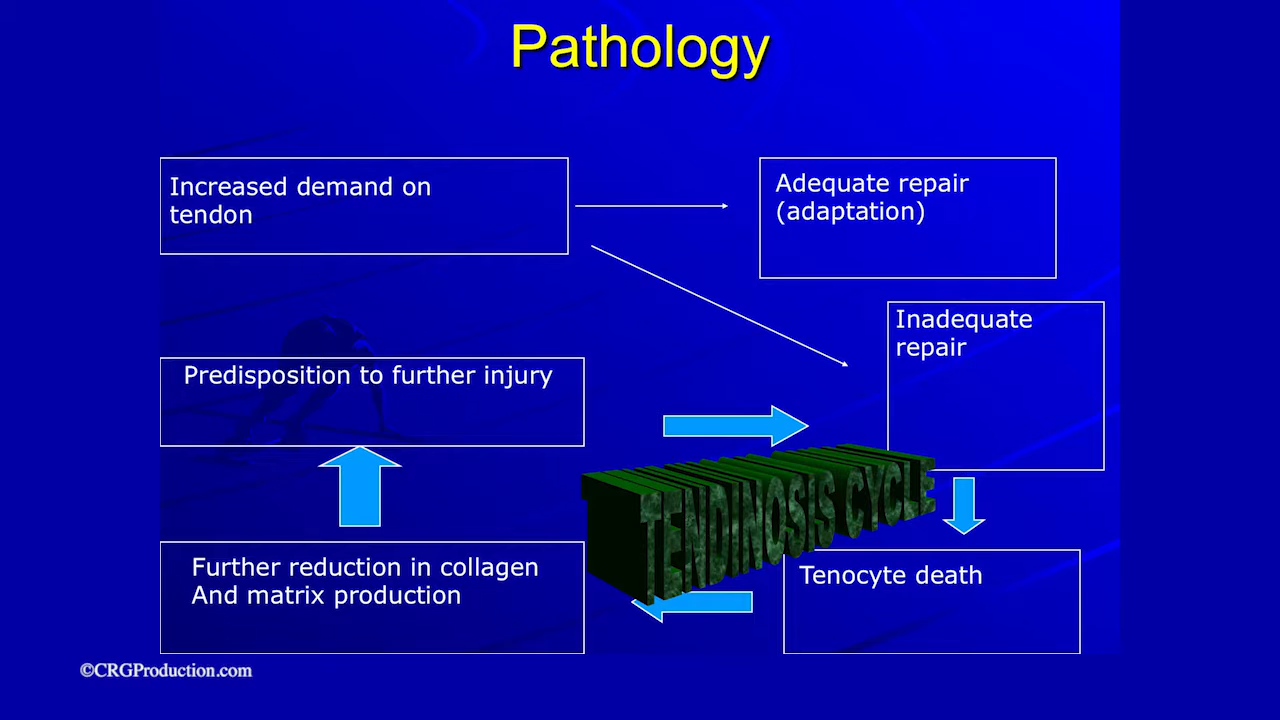 Pathology
Increased demand on
tendon
Adequate repair
(adaptation)
Inadequate
repair
Predisposition to further injury
TENDINOSIS CYCLE
Further reduction in collagen
And matrix production
Tenocyte death
©CRGProduction.com